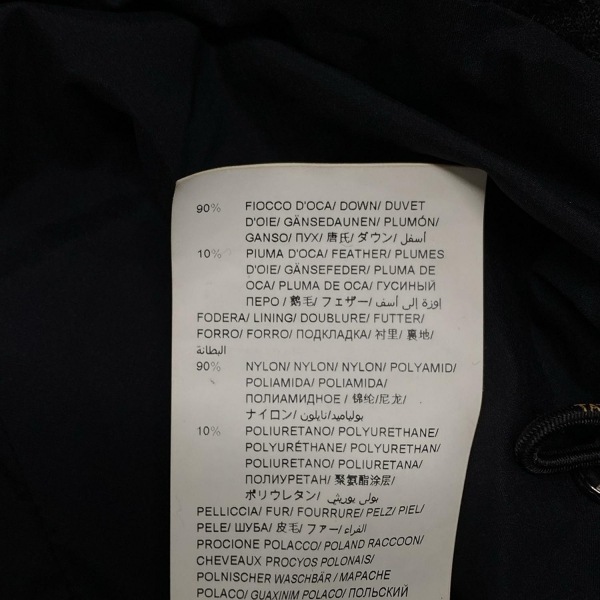 90% FIOCCO D'OCA/ DOWN/ DUVET
D'OIE/ GÄNSEDAUNEN/ PLUMÓN/
GANSO/ ПУХ/ 唐氏/ ダウン/ أسفل
10% PIUMA D'OCA/ FEATHER/ PLUMES
D'OIE/ GÄNSEFEDER/ PLUMA DE
OCA/ PLUMA DE OCA/ ГУСИНЫЙ
ПЕРО / 鹅毛/ フェザー/ إوزة إلى أسف
FODERA/ LINING/ DOUBLURE/ FUTTER/
FORRO/ FORRO/ ПОДКЛАДКА/ 衬里/ 裏地/
البطانة
90% NYLON/ NYLON/ NYLON/ POLYAMID/
POLIAMIDA/ POLIAMIDA/
ПОЛИАМИДНОЕ / 锦纶/尼龙/
ナイロン/ بولياميد/نايلون
10% POLIURETANO/ POLYURETHANE/
POLYURÉTHANE/ POLYURETHAN/
POLIURETANO/ POLIURETANA/
ПОЛИУРЕТАН/ 聚氨酯涂层/
ポリウレタン/ بولى يوريثي
PELLICCIA/ FUR/ FOURRURE/ PELZ/ PIEL/
PELE/ ШУБА/ 皮毛/ ファー/ الفراء
PROCIONE POLACCO/ POLAND RACCOON/
CHEVEAUX PROCYOS POLONAIS/
POLNISCHER WASCHBÄR / MAPACHE
POLACO/ GUAXINIM POLACO/ ПОЛЬСКИЙ